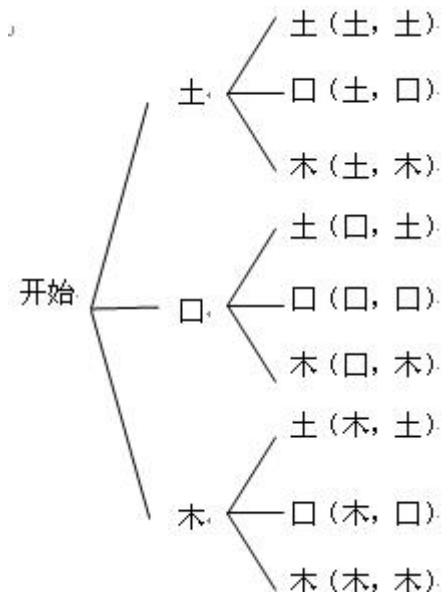 土（土，土）
土
口（土，口）
木（土，木）
土（口，土）
开始
口
口（口，口）
木（口，木）
土（木，土）
木
口（木，口）
木（木，木）